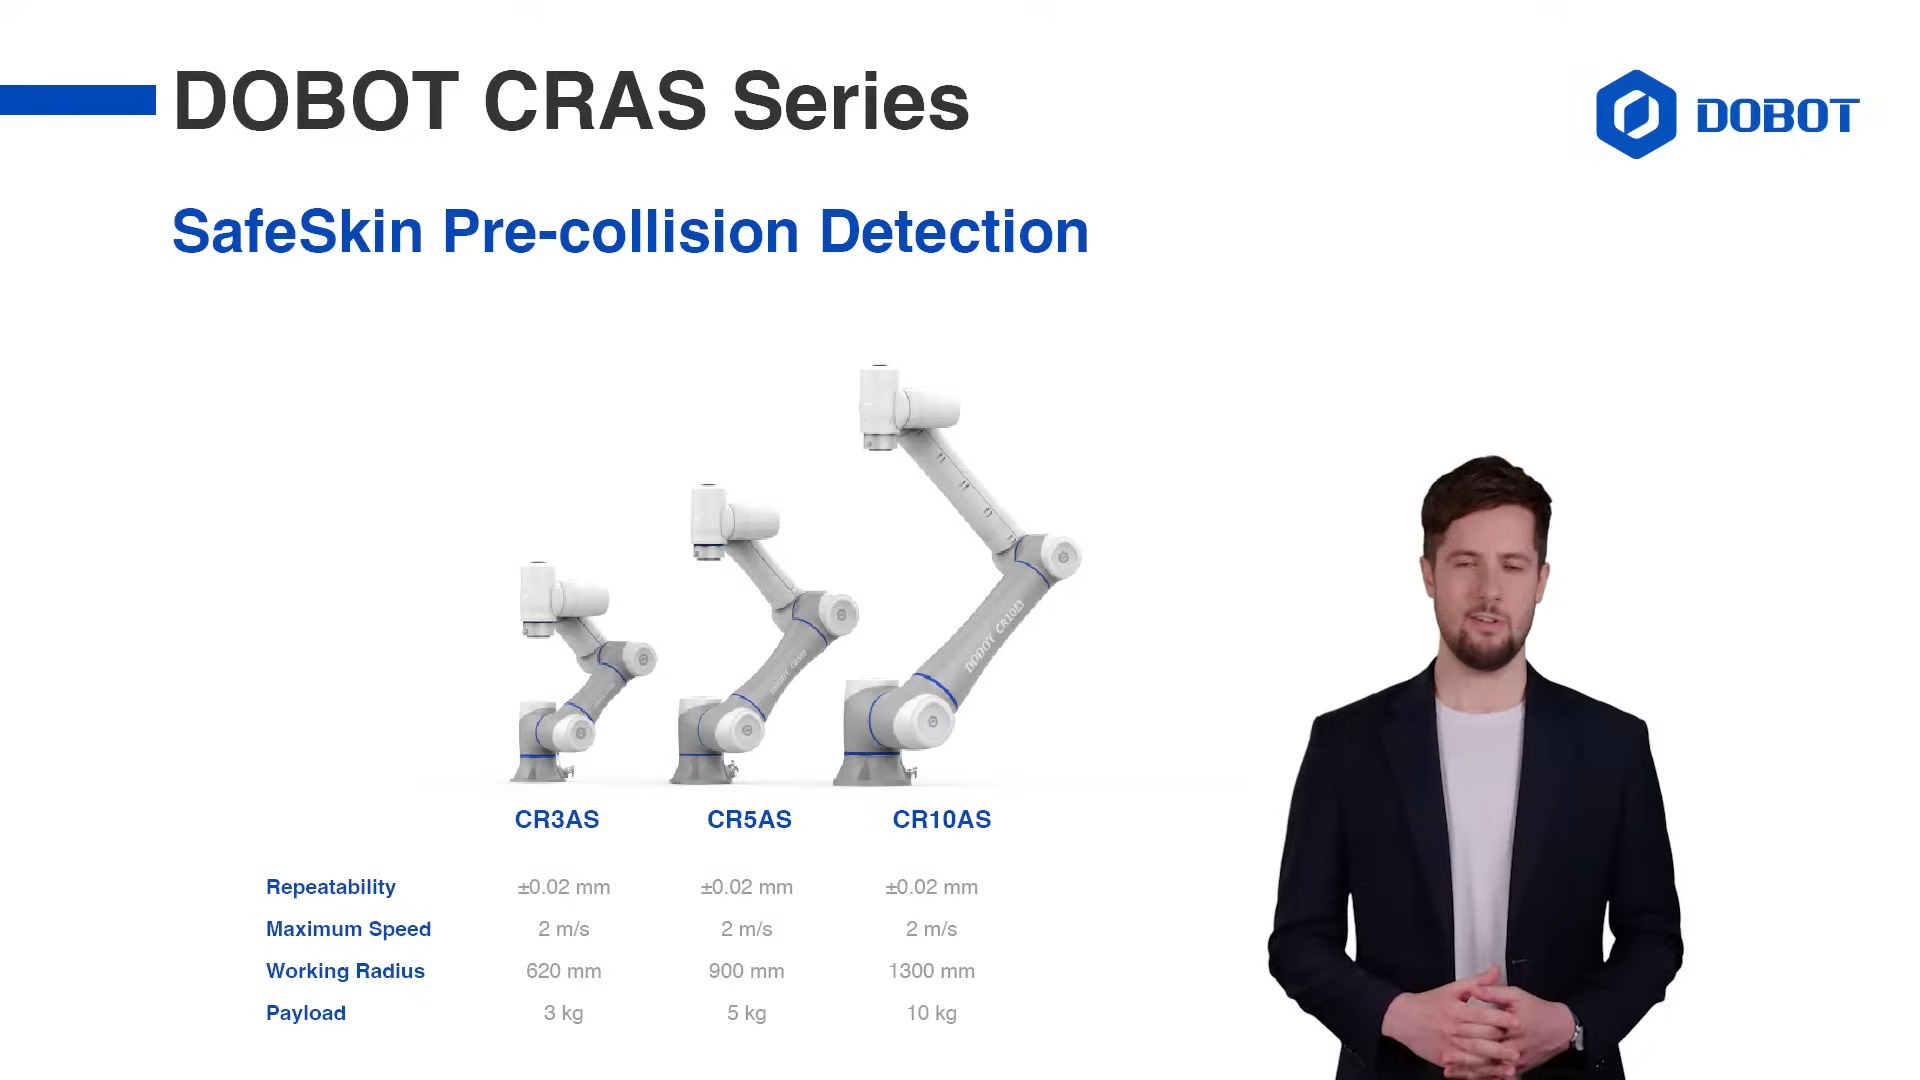 DOBOT CRAS Series
DOBOT
SafeSkin Pre-collision Detection
DOBOT CR10A
CR3AS CR5AS CR10AS
Repeatability ±0.02 mm ±0.02 mm ±0.02 mm
Maximum Speed 2 m/s 2 m/s 2 m/s
Working Radius 620 mm 900 mm 1300 mm
Payload 3 kg 5 kg 10 kg